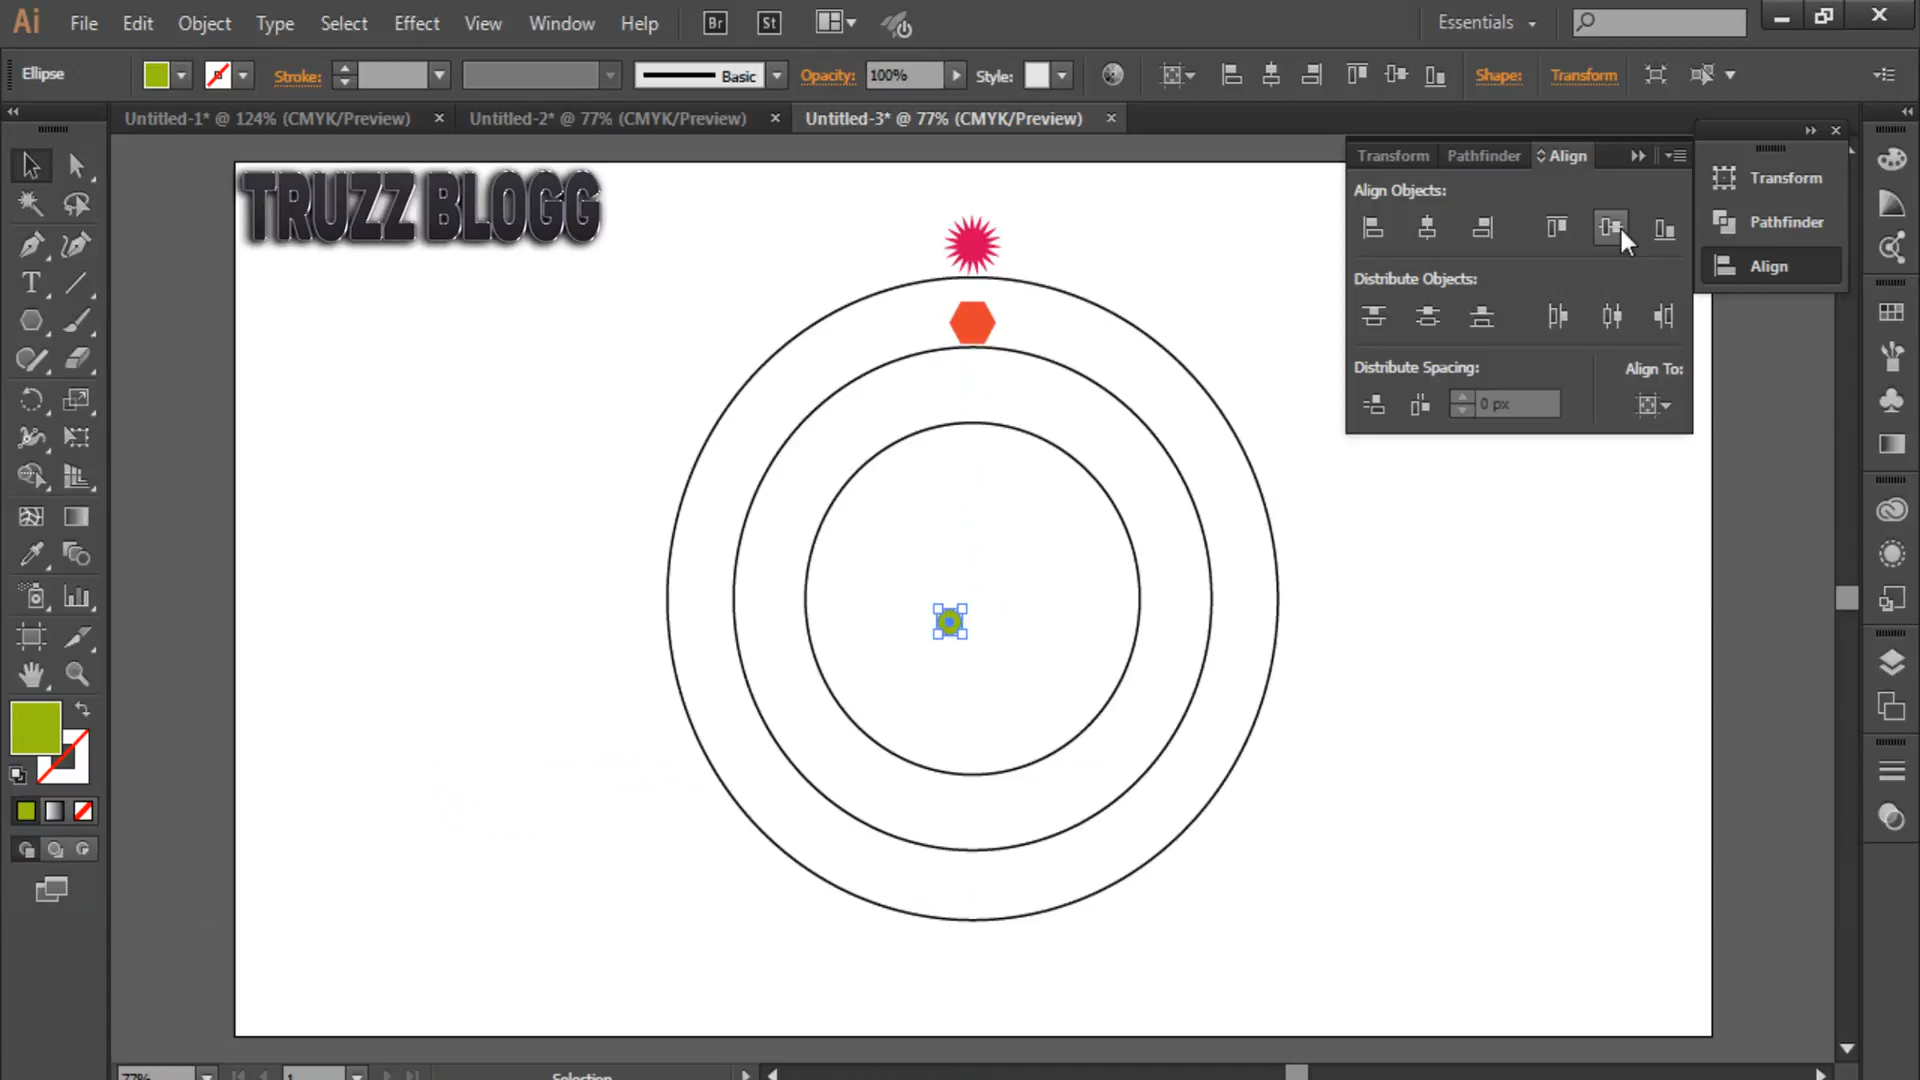 Ai File Edit Object Type Select Effect View Window Help Br St Essentials
Ellipse Stroke: Basic Opacity: 100% Style: Shape: Transform
Untitled-1* @ 124% (CMYK/Preview) Untitled-2* @ 77% (CMYK/Preview) Untitled-3* @ 77% (CMYK/Preview)
Transform Pathfinder Align
Align Objects:
Distribute Objects:
Distribute Spacing: Align To:
0 px
Transform
Pathfinder
Align
TRUZZ BLOGG
77% 1 Selection